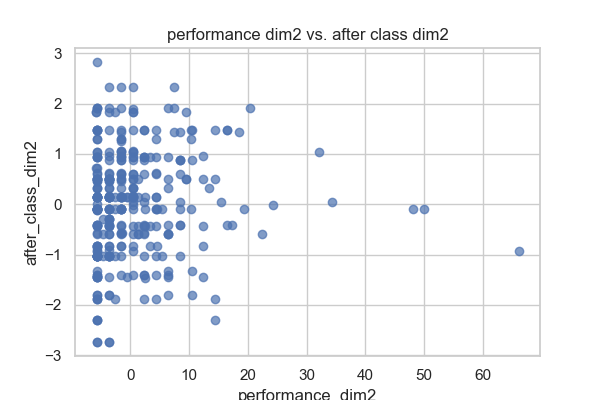 performance dim2 vs. after class dim2
3
2
1
0
−1
−2
−3
after_class_dim2
0 10 20 30 40 50 60
performance_dim2